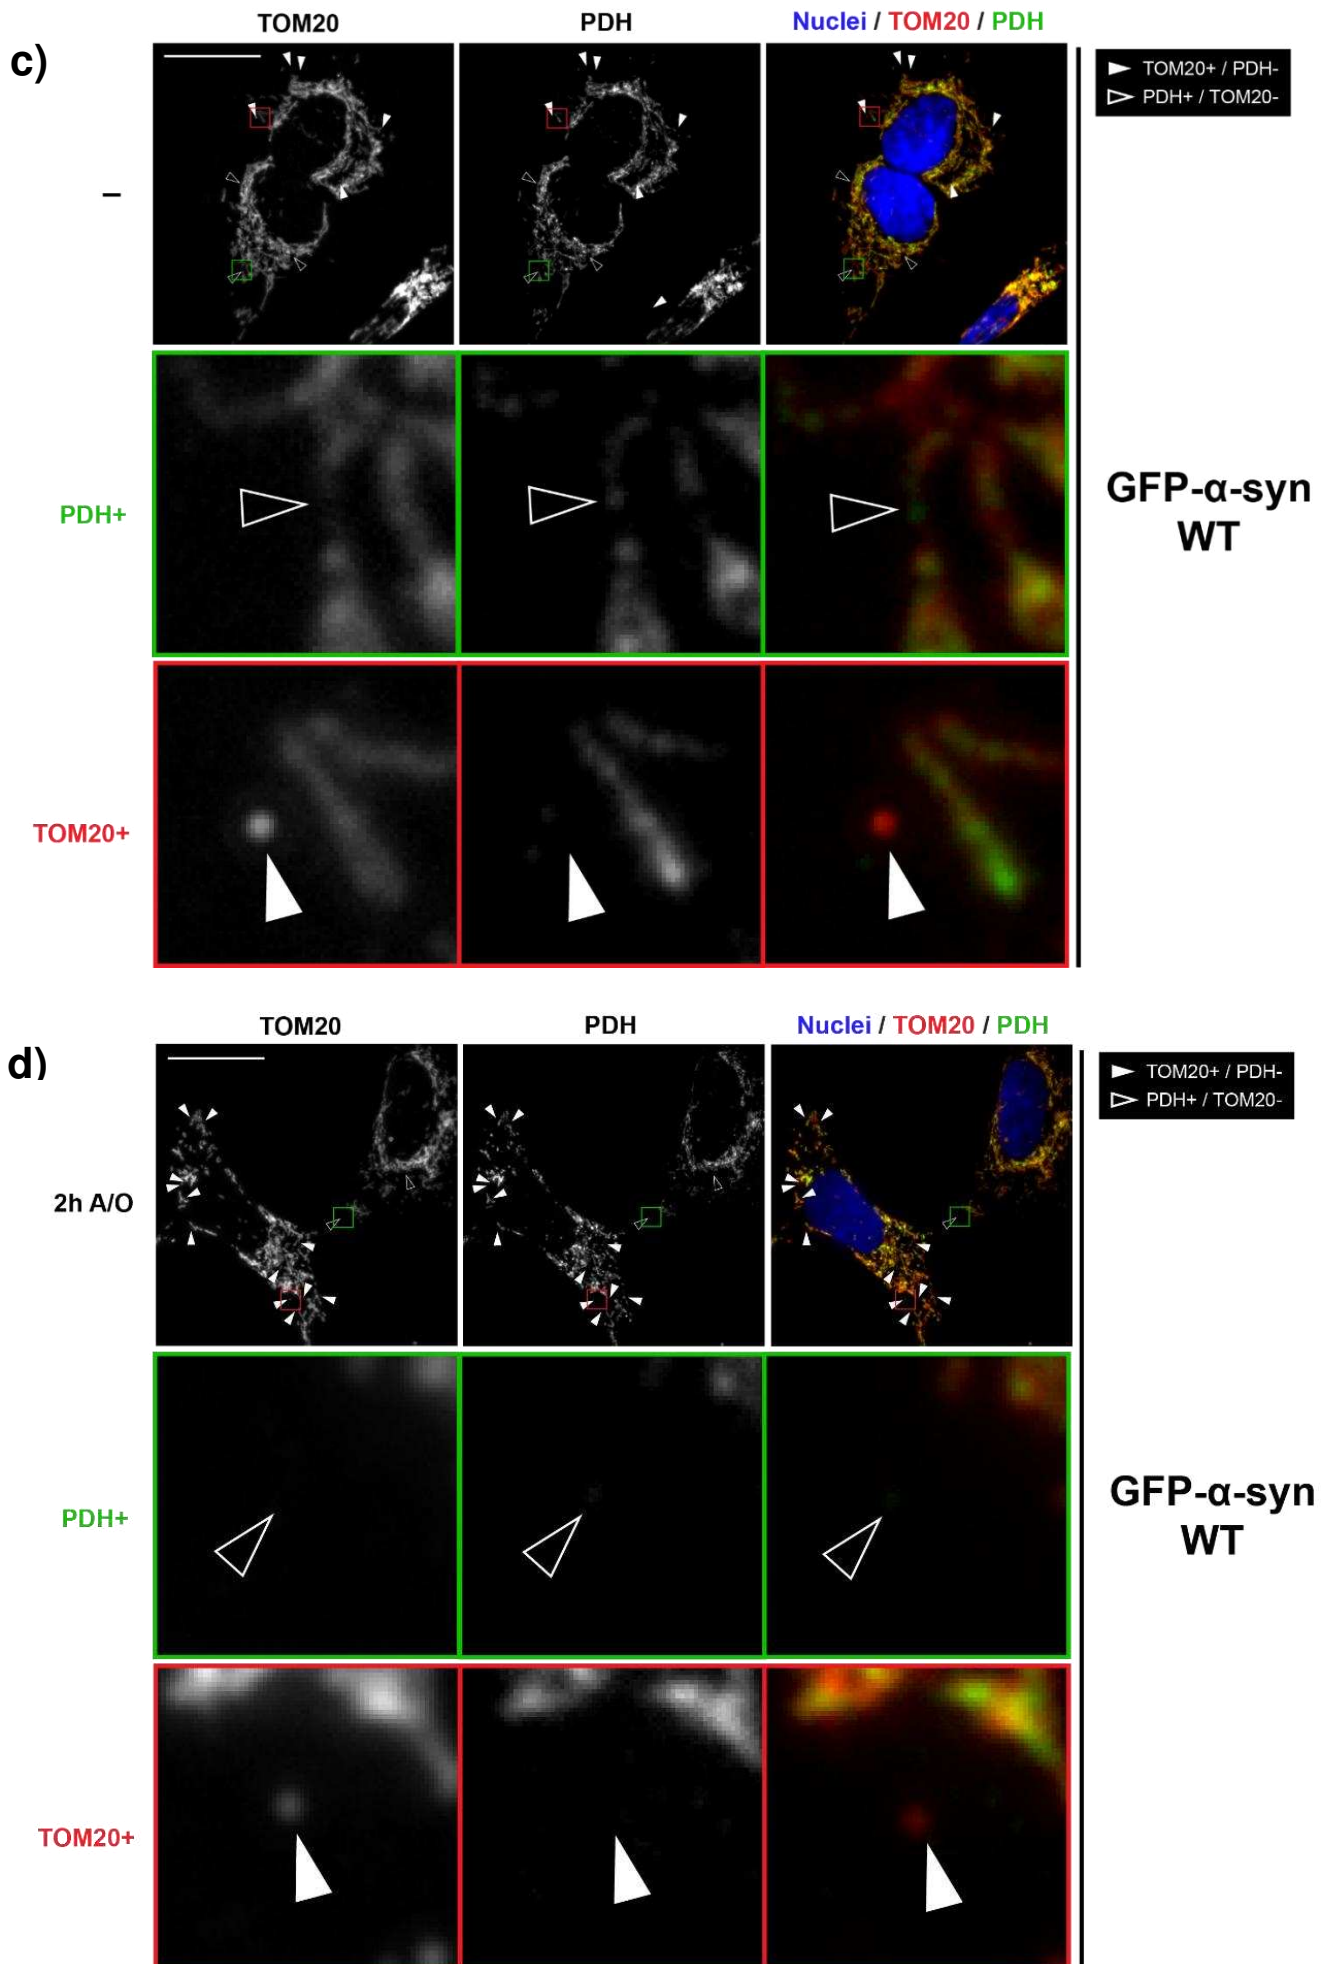 TOM20 PDH Nuclei / TOM20 / PDH
c)
TOM20+ / PDH-
PDH+ / TOM20-
–
PDH+
GFP-α-syn
WT
TOM20+
TOM20 PDH Nuclei / TOM20 / PDH
d)
TOM20+ / PDH-
PDH+ / TOM20-
2h A/O
PDH+
GFP-α-syn
WT
TOM20+